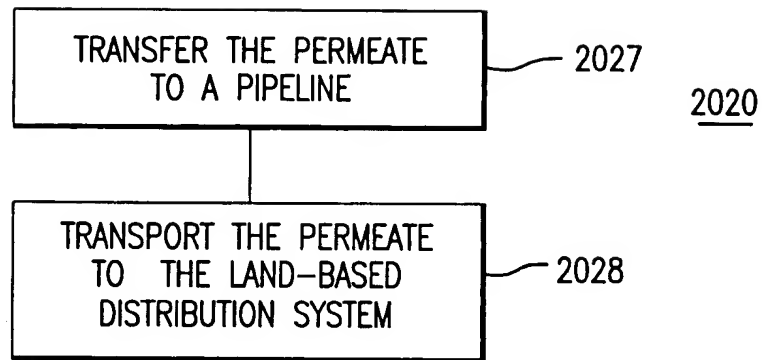 TRANSFER THE PERMEATE
TO A PIPELINE
2027
2020
TRANSPORT THE PERMEATE
TO THE LAND-BASED
DISTRIBUTION SYSTEM
2028